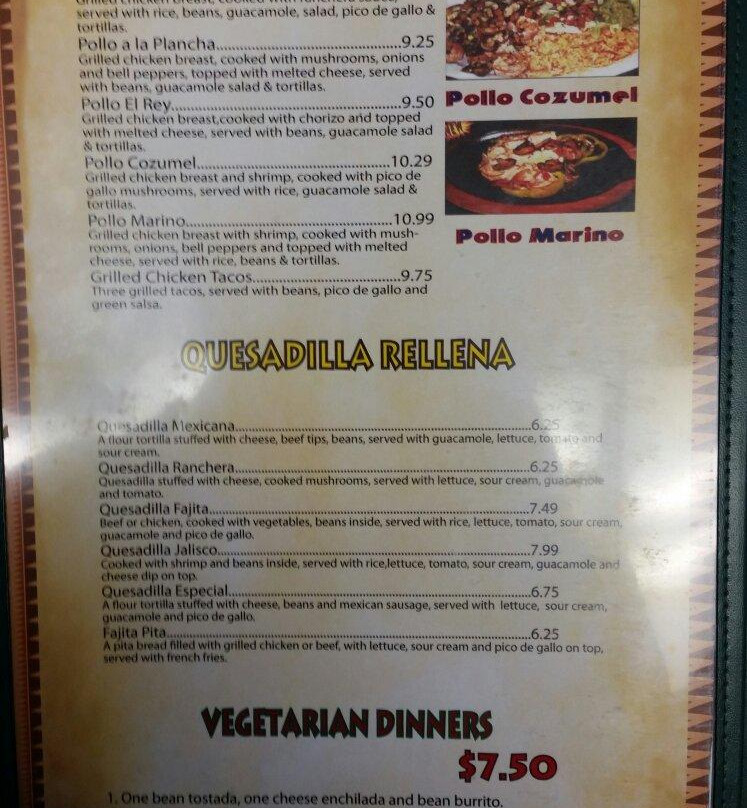 Grilled chicken breast, cooked with ranchera sauce,
served with rice, beans, guacamole, salad, pico de gallo &
tortillas.
Pollo a la Plancha..............................................9.25
Grilled chicken breast, cooked with mushrooms, onions
and bell peppers, topped with melted cheese, served
with beans, guacamole salad & tortillas.
Pollo El Rey.........................................................9.50
Grilled chicken breast,cooked with chorizo and topped
with melted cheese, served with beans, guacamole salad
& tortillas.
Pollo Cozumel................................................10.29
Grilled chicken breast and shrimp, cooked with pico de
gallo mushrooms, served with rice, guacamole salad &
tortillas.
Pollo Marino...................................................10.99
Grilled chicken breast with shrimp, cooked with mush-
rooms, onions, bell peppers and topped with melted
cheese, served with rice, beans & tortillas.
Grilled Chicken Tacos.....................................9.75
Three grilled tacos, served with beans, pico de gallo and
green salsa.
Pollo Cozumel
Pollo Marino
QUESADILLA RELLENA
Quesadilla Mexicana..........................................................................6.25
A flour tortilla stuffed with cheese, beef tips, beans, served with guacamole, lettuce, tomato and
sour cream.
Quesadilla Ranchera..........................................................................6.25
Quesadilla stuffed with cheese, cooked mushrooms, served with lettuce, sour cream, guacamole
and tomato.
Quesadilla Fajita................................................................................7.49
Beef or chicken, cooked with vegetables, beans inside, served with rice, lettuce, tomato, sour cream,
guacamole and pico de gallo.
Quesadilla Jalisco..............................................................................7.99
Cooked with shrimp and beans inside, served with rice,lettuce, tomato, sour cream, guacamole and
cheese dip on top.
Quesadilla Especial...........................................................................6.75
A flour tortilla stuffed with cheese, beans and mexican sausage, served with lettuce, sour cream,
guacamole and pico de gallo.
Fajita Pita...........................................................................................6.25
A pita bread filled with grilled chicken or beef, with lettuce, sour cream and pico de gallo on top,
served with french fries.
VEGETARIAN DINNERS
$7.50
1. One bean tostada, one cheese enchilada and bean burrito.